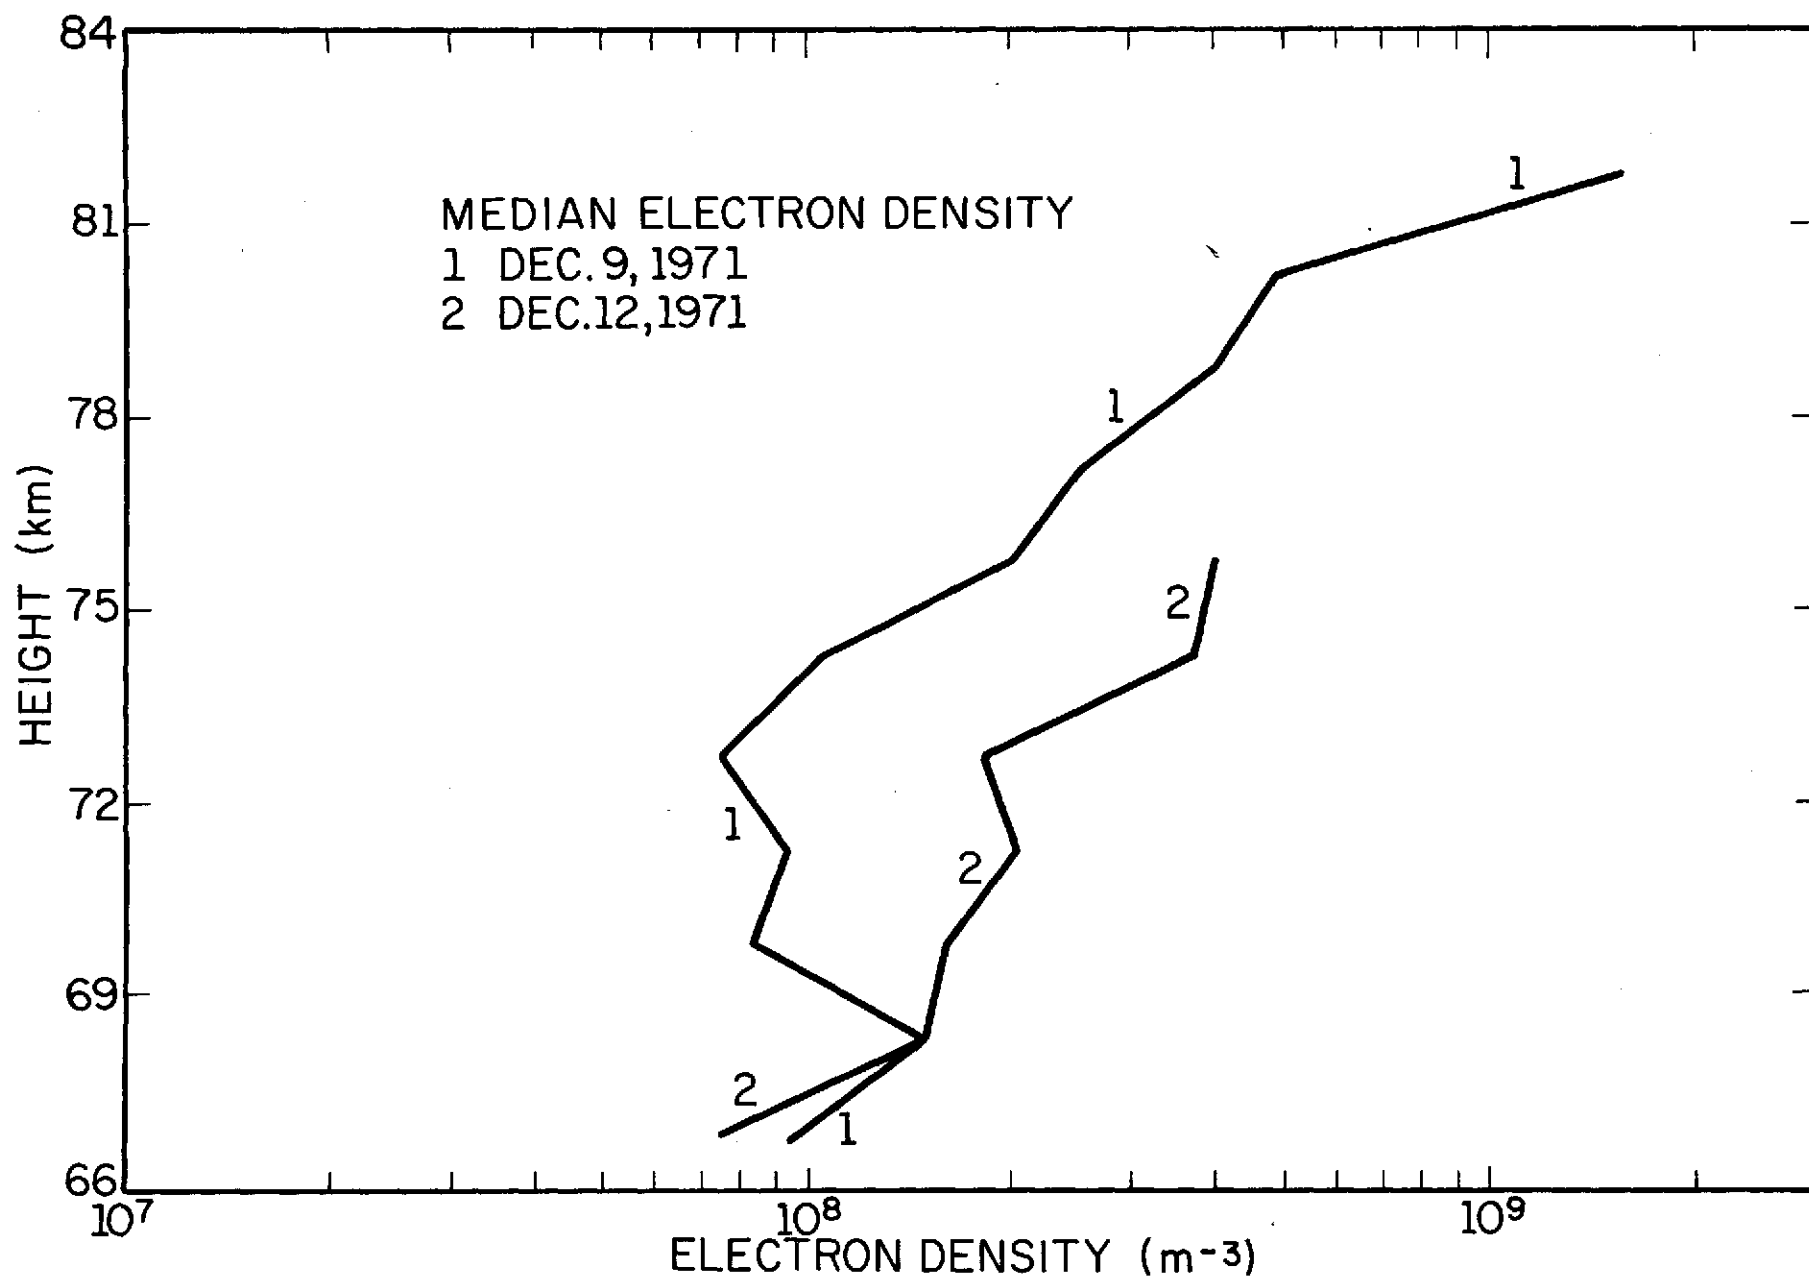 84
81
78
75
72
69
66
HEIGHT (km)
MEDIAN ELECTRON DENSITY
1 DEC. 9, 1971
2 DEC.12,1971
1
1
2
1
2
2
1
10⁷ 10⁸ 10⁹
ELECTRON DENSITY (m⁻³)